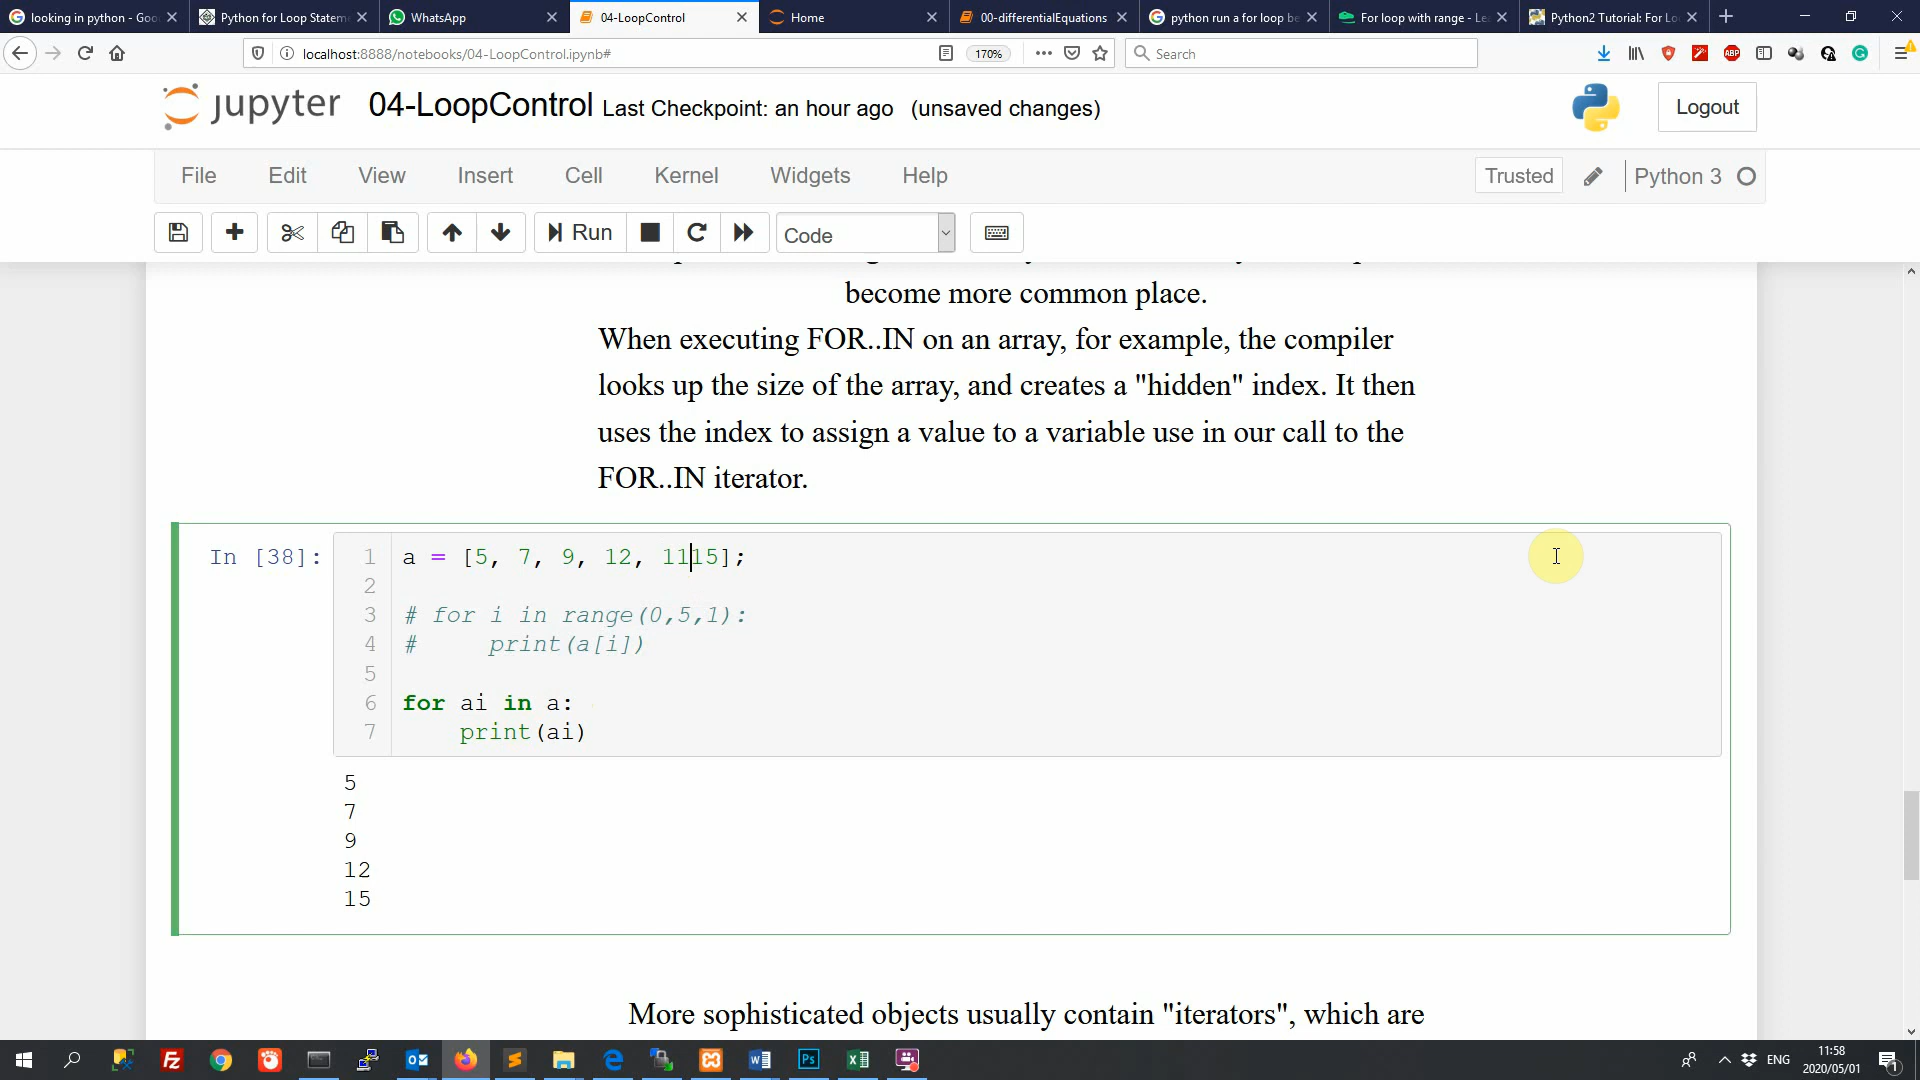 looking in python - Goo
Python for Loop Stateme
WhatsApp
04-LoopControl
Home
00-differentialEquations
python run a for loop be
For loop with range - Le
Python2 Tutorial: For Lo
localhost:8888/notebooks/04-LoopControl.ipynb#
170%
Search
ABP
jupyter 04-LoopControl Last Checkpoint: an hour ago (unsaved changes)
Logout
File Edit View Insert Cell Kernel Widgets Help
Trusted
Python 3
Run
Code
become more common place.
When executing FOR..IN on an array, for example, the compiler
looks up the size of the array, and creates a "hidden" index. It then
uses the index to assign a value to a variable use in our call to the
FOR..IN iterator.
In [38]:
1 a = [5, 7, 9, 12, 1115];
2
3 # for i in range(0,5,1):
4 #     print(a[i])
5
6 for ai in a:
7     print(ai)
5
7
9
12
15
More sophisticated objects usually contain "iterators", which are
ENG
11:58
2020/05/01
1